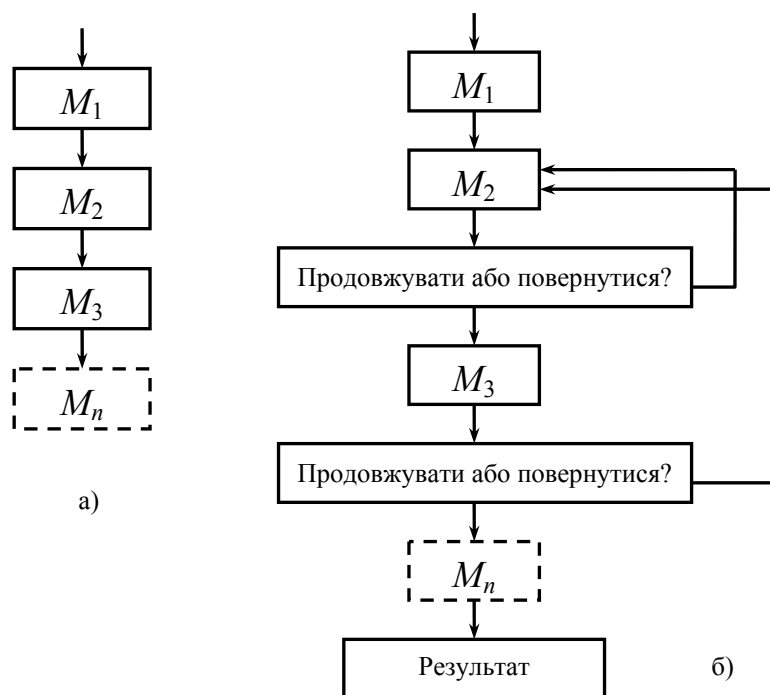 M1
M2
M3
Mn
а)
M1
M2
Продовжувати або повернутися?
M3
Продовжувати або повернутися?
Mn
Результат
б)